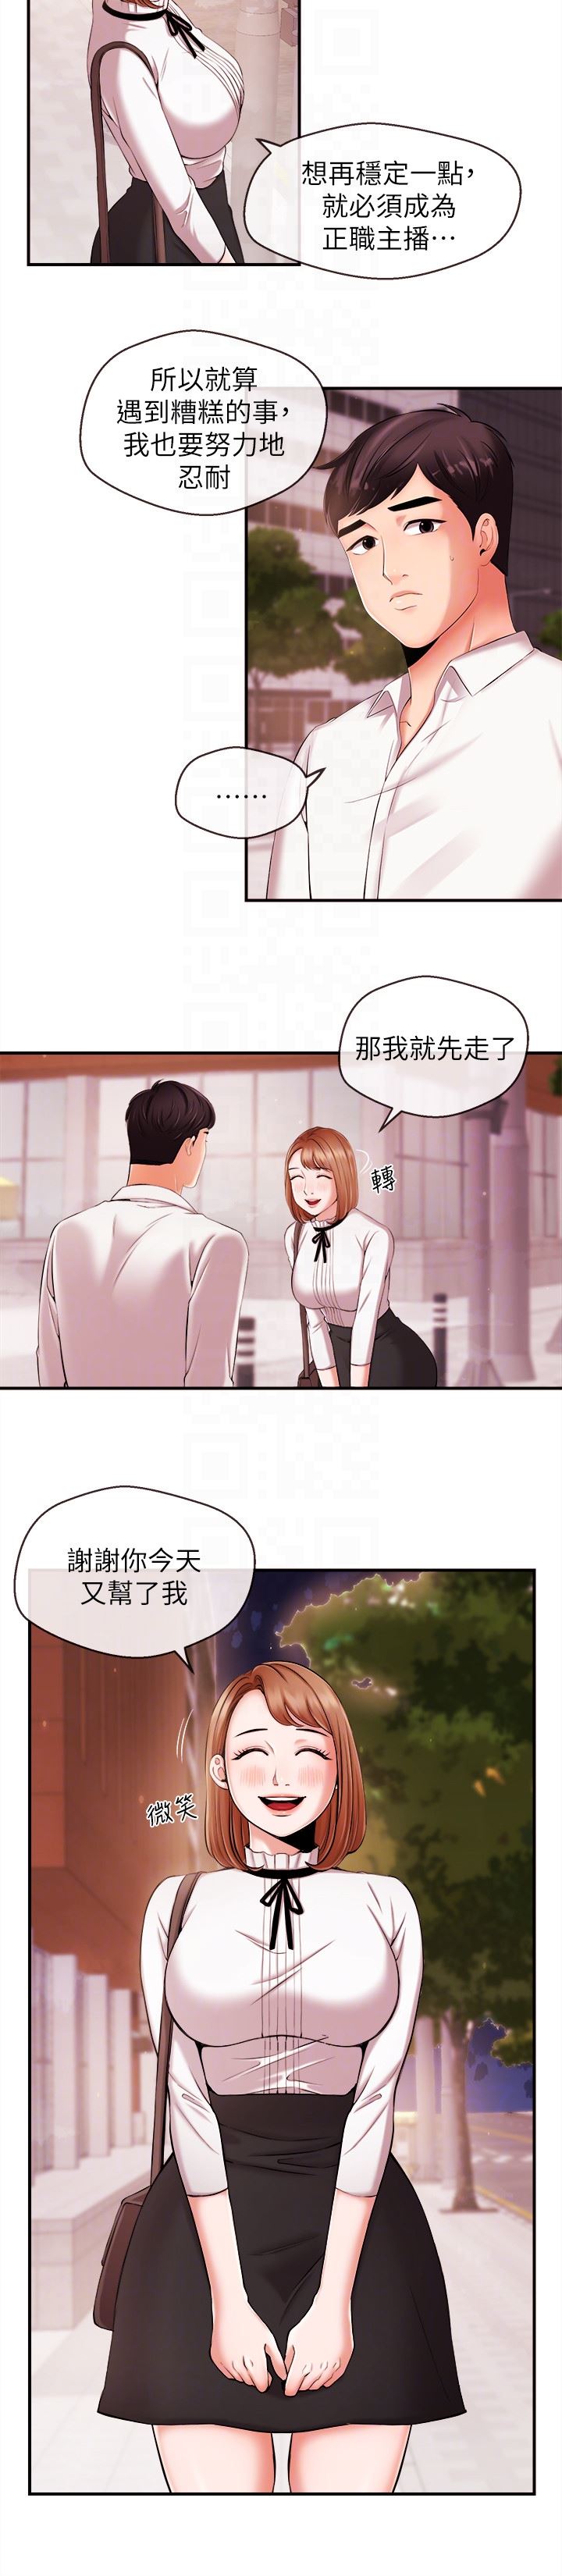 想再穩定一點，
就必須成為
正職主播…
所以就算
遇到糟糕的事，
我也要努力地
忍耐
……
那我就先走了
轉
謝謝你今天
又幫了我
微笑